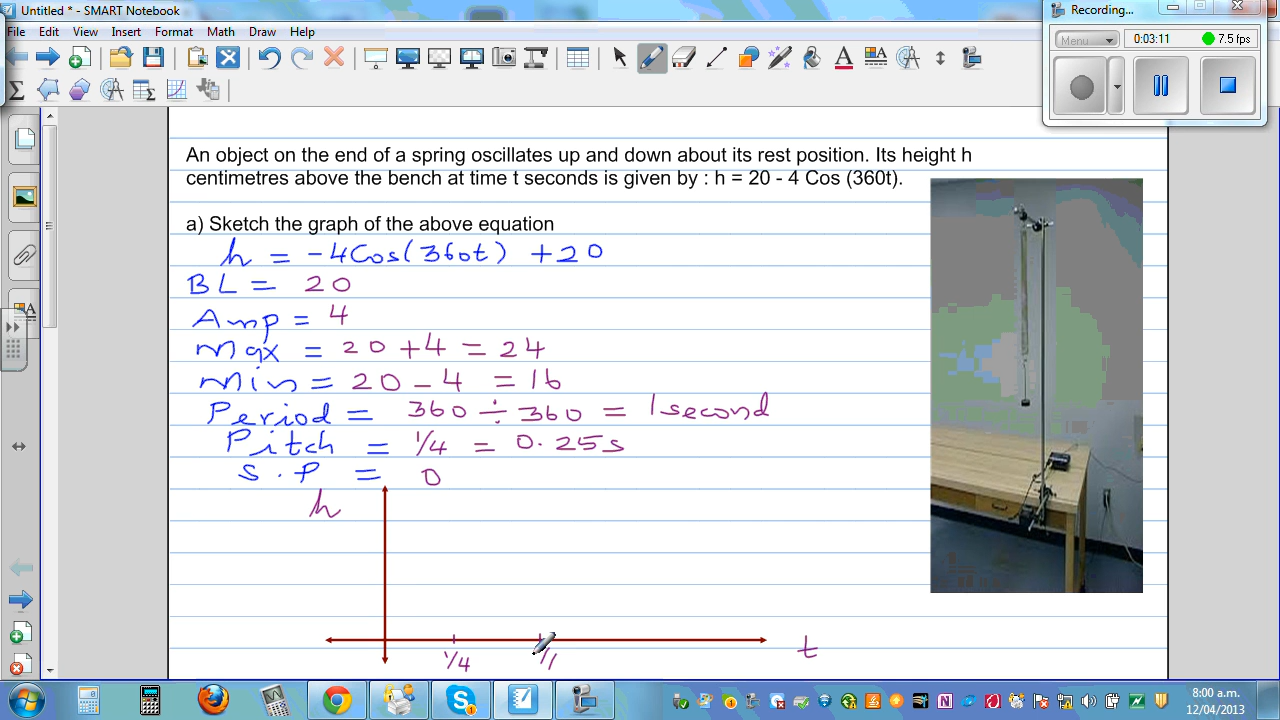 Untitled * - SMART Notebook
Recording...
File Edit View Insert Format Math Draw Help
Menu
0:03:11
7.5 fps
An object on the end of a spring oscillates up and down about its rest position. Its height h
centimetres above the bench at time t seconds is given by : h = 20 - 4 Cos (360t).
a) Sketch the graph of the above equation
h = -4Cos(360t) +20
BL = 20
Amp = 4
Max = 20 +4 = 24
Min = 20 - 4 = 16
Period = 360 ÷ 360 = 1second
Pitch = 1/4 = 0.25s
S.P = 0
h
t
1/4
8:00 a.m.
12/04/2013